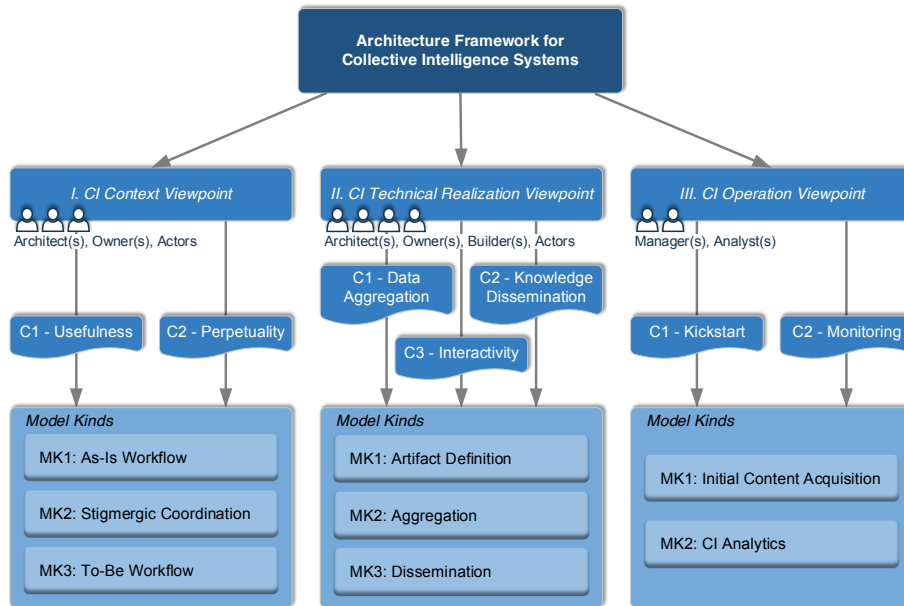 Architecture Framework for
Collective Intelligence Systems
I. CI Context Viewpoint
Architect(s), Owner(s), Actors
C1 - Usefulness
C2 - Perpetuality
Model Kinds
MK1: As-Is Workflow
MK2: Stigmergic Coordination
MK3: To-Be Workflow
II. CI Technical Realization Viewpoint
Architect(s), Owner(s), Builder(s), Actors
C1 - Data
Aggregation
C2 - Knowledge
Dissemination
C3 - Interactivity
Model Kinds
MK1: Artifact Definition
MK2: Aggregation
MK3: Dissemination
III. CI Operation Viewpoint
Manager(s), Analyst(s)
C1 - Kickstart
C2 - Monitoring
Model Kinds
MK1: Initial Content Acquisition
MK2: CI Analytics